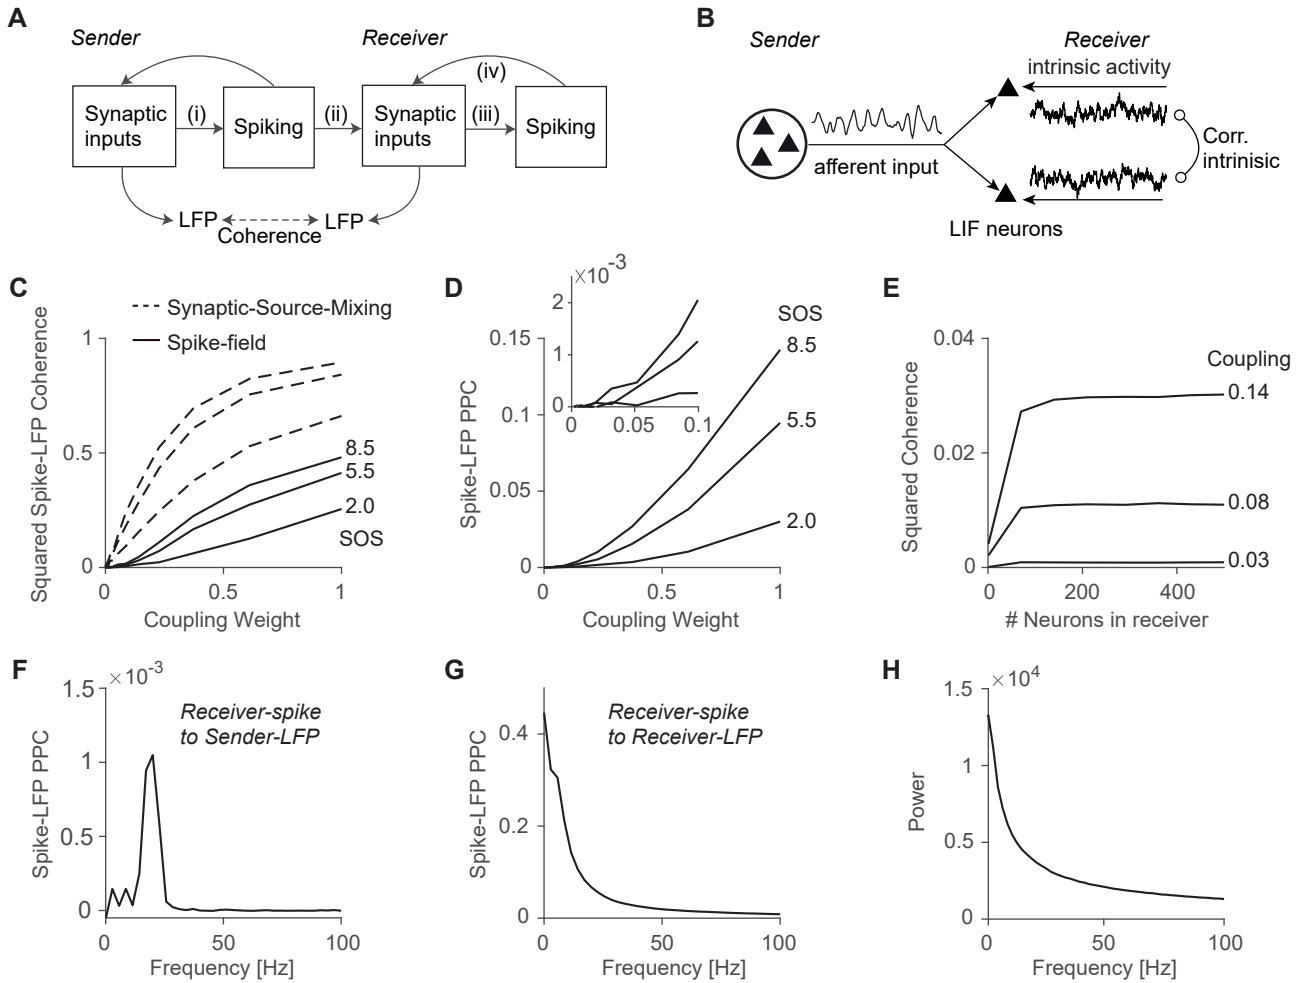 A
Sender
Receiver
(iv)
Synaptic
inputs
(i)
Spiking
(ii)
Synaptic
inputs
(iii)
Spiking
LFP
LFP
Coherence
B
Sender
Receiver
intrinsic activity
afferent input
Corr.
intrinisic
LIF neurons
C
Synaptic-Source-Mixing
Spike-field
Squared Spike-LFP Coherence
1
0.5
0
8.5
5.5
2.0
SOS
0
0.5
1
Coupling Weight
D
×10-3
2
1
0
0
0.05
0.1
SOS
8.5
5.5
2.0
Spike-LFP PPC
0.15
0.1
0.05
0
0
0.5
1
Coupling Weight
E
Squared Coherence
0.04
0.02
0
Coupling
0.14
0.08
0.03
0
200
400
# Neurons in receiver
F
×10-3
Receiver-spike
to Sender-LFP
Spike-LFP PPC
1.5
1
0.5
0
0
50
100
Frequency [Hz]
G
Receiver-spike
to Receiver-LFP
Spike-LFP PPC
0.4
0.2
0
0
50
100
Frequency [Hz]
H
×104
Power
1.5
1
0.5
0
0
50
100
Frequency [Hz]